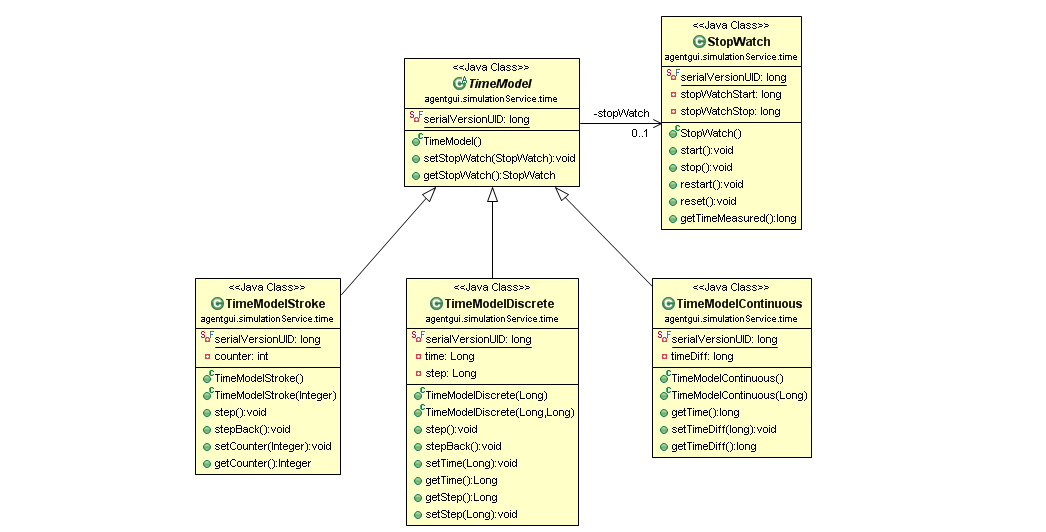 <<Java Class>>
StopWatch
agentgui.simulationService.time
serialVersionUID: long
stopWatchStart: long
stopWatchStop: long
StopWatch()
start():void
stop():void
restart():void
reset():void
getTimeMeasured():long
<<Java Class>>
TimeModel
agentgui.simulationService.time
serialVersionUID: long
TimeModel()
setStopWatch(StopWatch):void
getStopWatch():StopWatch
-stopWatch
0..1
<<Java Class>>
TimeModelStroke
agentgui.simulationService.time
serialVersionUID: long
counter: int
TimeModelStroke()
TimeModelStroke(Integer)
step():void
stepBack():void
setCounter(Integer):void
getCounter():Integer
<<Java Class>>
TimeModelDiscrete
agentgui.simulationService.time
serialVersionUID: long
time: Long
step: Long
TimeModelDiscrete(Long)
TimeModelDiscrete(Long,Long)
step():void
stepBack():void
setTime(Long):void
getTime():Long
getStep():Long
setStep(Long):void
<<Java Class>>
TimeModelContinuous
agentgui.simulationService.time
serialVersionUID: long
timeDiff: long
TimeModelContinuous()
TimeModelContinuous(Long)
getTime():long
setTimeDiff(long):void
getTimeDiff():long